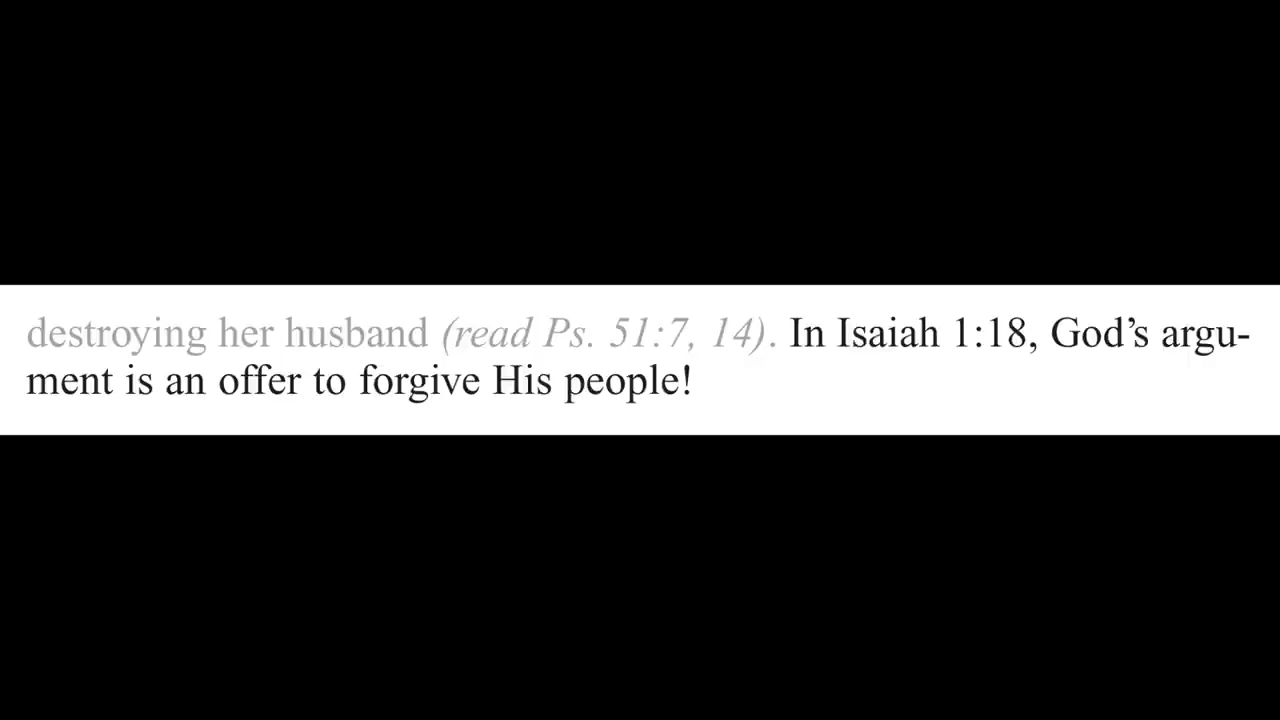 destroying her husband (read Ps. 51:7, 14). In Isaiah 1:18, God’s argu-
ment is an offer to forgive His people!